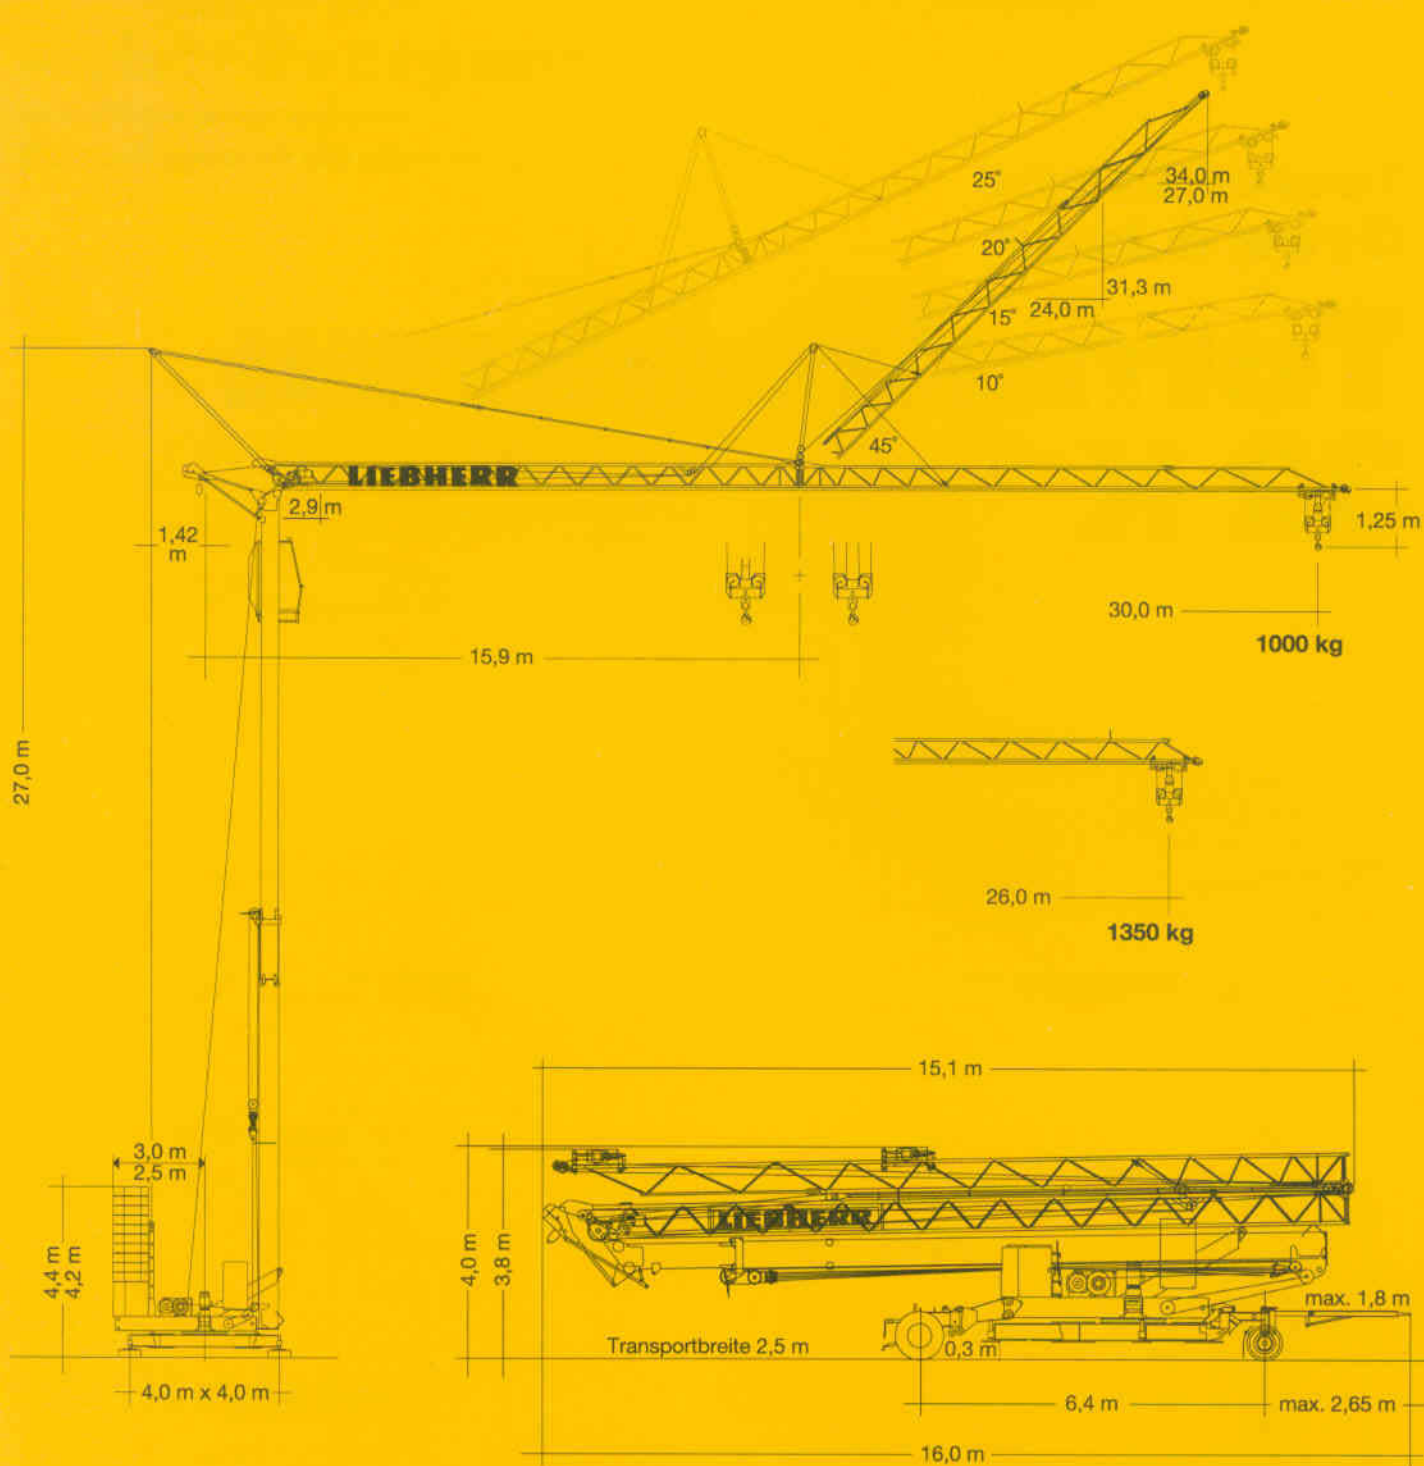 25°
34,0 m
27,0 m
20°
31,3 m
24,0 m
15°
10°
45°
LIEBHERR
2,9 m
1,42
m
1,25 m
30,0 m
1000 kg
15,9 m
27,0 m
26,0 m
1350 kg
15,1 m
3,0 m
2,5 m
4,4 m
4,2 m
4,0 m
3,8 m
LIEBHERR
max. 1,8 m
Transportbreite 2,5 m
0,3 m
4,0 m x 4,0 m
6,4 m
max. 2,65 m
16,0 m